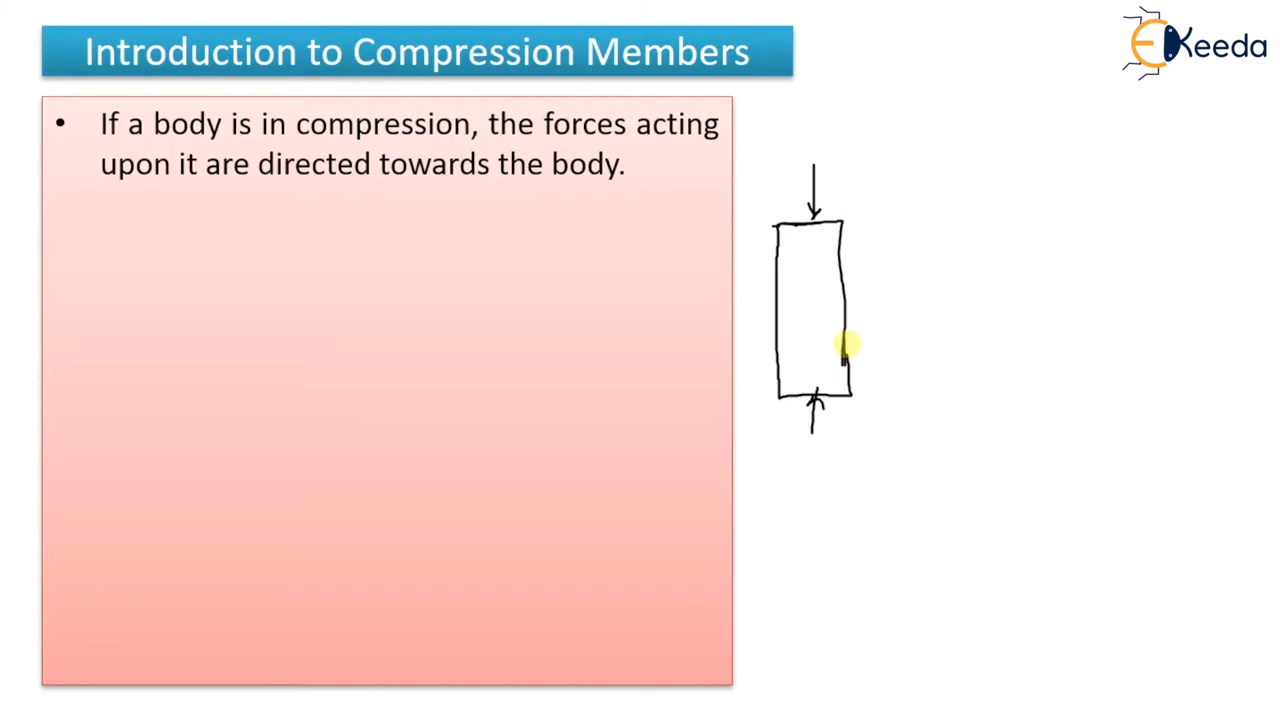 Introduction to Compression Members
EKeeda
• If a body is in compression, the forces acting
upon it are directed towards the body.